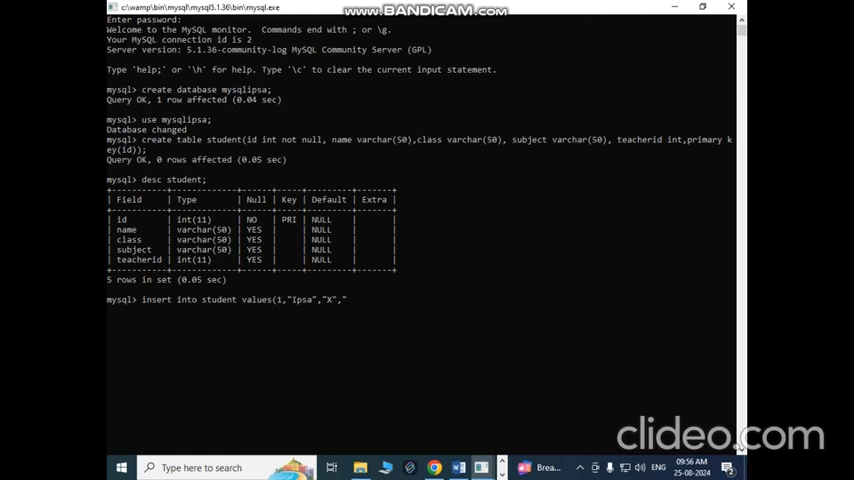 c:\wamp\bin\mysql\mysql5.1.36\bin\mysql.exe
www.BANDICAM.com
Enter password:
Welcome to the MySQL monitor.  Commands end with ; or \g.
Your MySQL connection id is 2
Server version: 5.1.36-community-log MySQL Community Server (GPL)
Type 'help;' or '\h' for help. Type '\c' to clear the current input statement.
mysql> create database mysqlipsa;
Query OK, 1 row affected (0.04 sec)
mysql> use mysqlipsa;
Database changed
mysql> create table student(id int not null, name varchar(50),class varchar(50), subject varchar(50), teacherid int,primary k
ey(id));
Query OK, 0 rows affected (0.05 sec)
mysql> desc student;
+-----------+-------------+------+-----+---------+-------+
| Field     | Type        | Null | Key | Default | Extra |
+-----------+-------------+------+-----+---------+-------+
| id        | int(11)     | NO   | PRI | NULL    |       |
| name      | varchar(50) | YES  |     | NULL    |       |
| class     | varchar(50) | YES  |     | NULL    |       |
| subject   | varchar(50) | YES  |     | NULL    |       |
| teacherid | int(11)     | YES  |     | NULL    |       |
+-----------+-------------+------+-----+---------+-------+
5 rows in set (0.05 sec)
mysql> insert into student values(1,"Ipsa","X","
clideo.com
Type here to search
Brea...
ENG
09:56 AM
25-08-2024
2